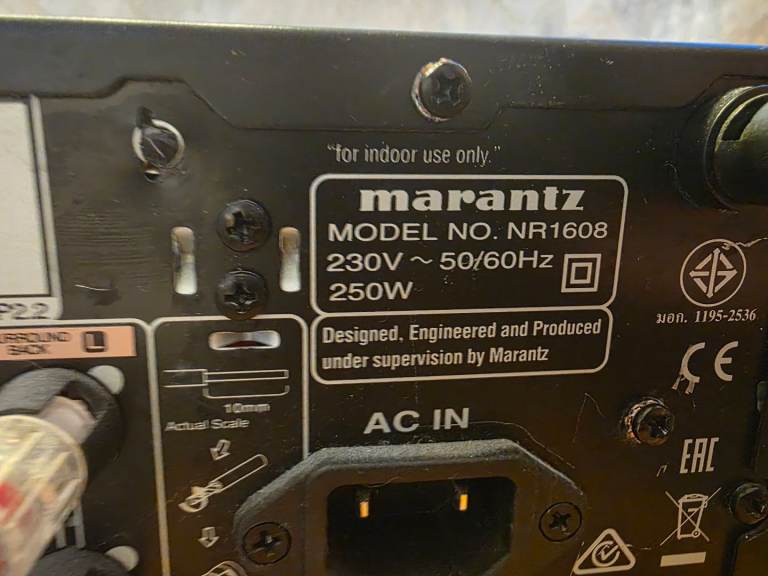 "for indoor use only."
marantz
MODEL NO. NR1608
230V ~ 50/60Hz
250W
Designed, Engineered and Produced
under supervision by Marantz
มอก. 1195-2536
CE
EAC
AC IN
10mm
Actual Scale
BACK
L